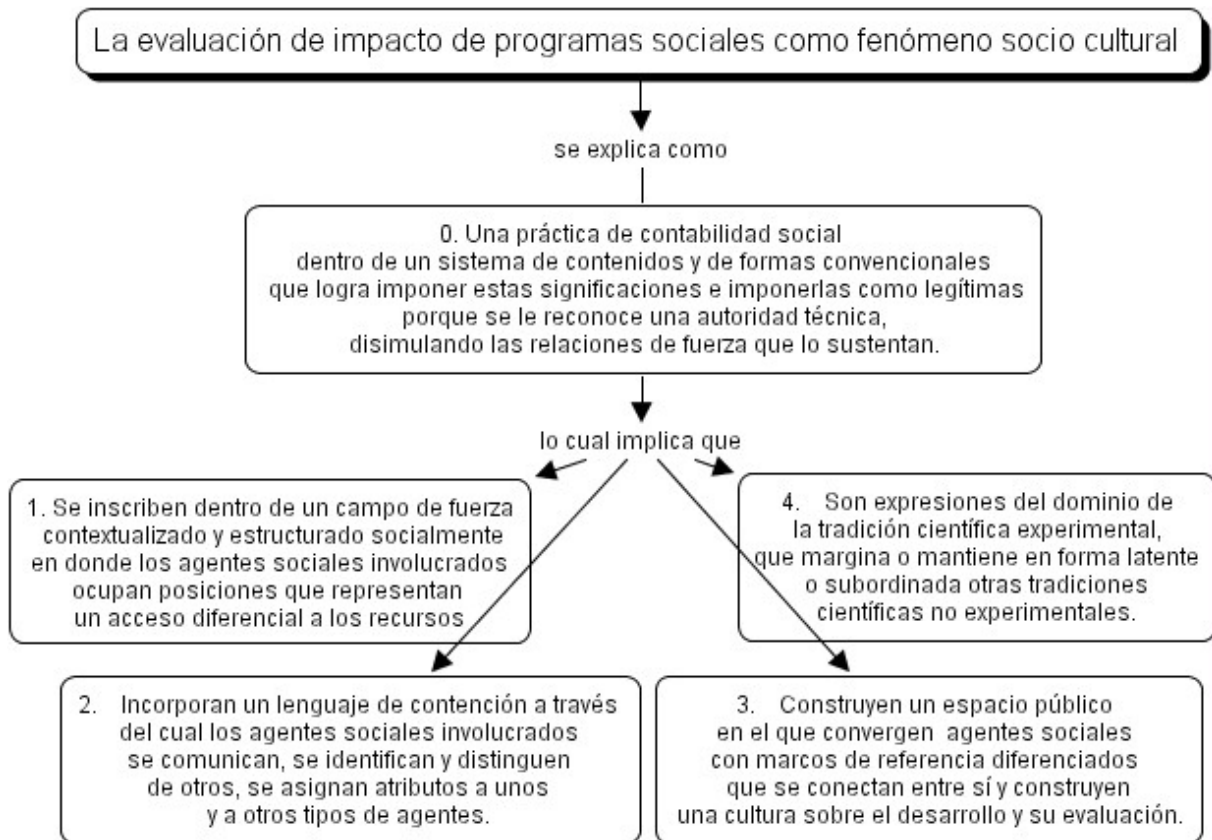 La evaluación de impacto de programas sociales como fenómeno socio cultural
se explica como
0. Una práctica de contabilidad social
dentro de un sistema de contenidos y de formas convencionales
que logra imponer estas significaciones e imponerlas como legítimas
porque se le reconoce una autoridad técnica,
disimulando las relaciones de fuerza que lo sustentan.
lo cual implica que
1. Se inscriben dentro de un campo de fuerza
contextualizado y estructurado socialmente
en donde los agentes sociales involucrados
ocupan posiciones que representan
un acceso diferencial a los recursos
4. Son expresiones del dominio de
la tradición científica experimental,
que margina o mantiene en forma latente
o subordinada otras tradiciones
científicas no experimentales.
2. Incorporan un lenguaje de contención a través
del cual los agentes sociales involucrados
se comunican, se identifican y distinguen
de otros, se asignan atributos a unos
y a otros tipos de agentes.
3. Construyen un espacio público
en el que convergen agentes sociales
con marcos de referencia diferenciados
que se conectan entre sí y construyen
una cultura sobre el desarrollo y su evaluación.